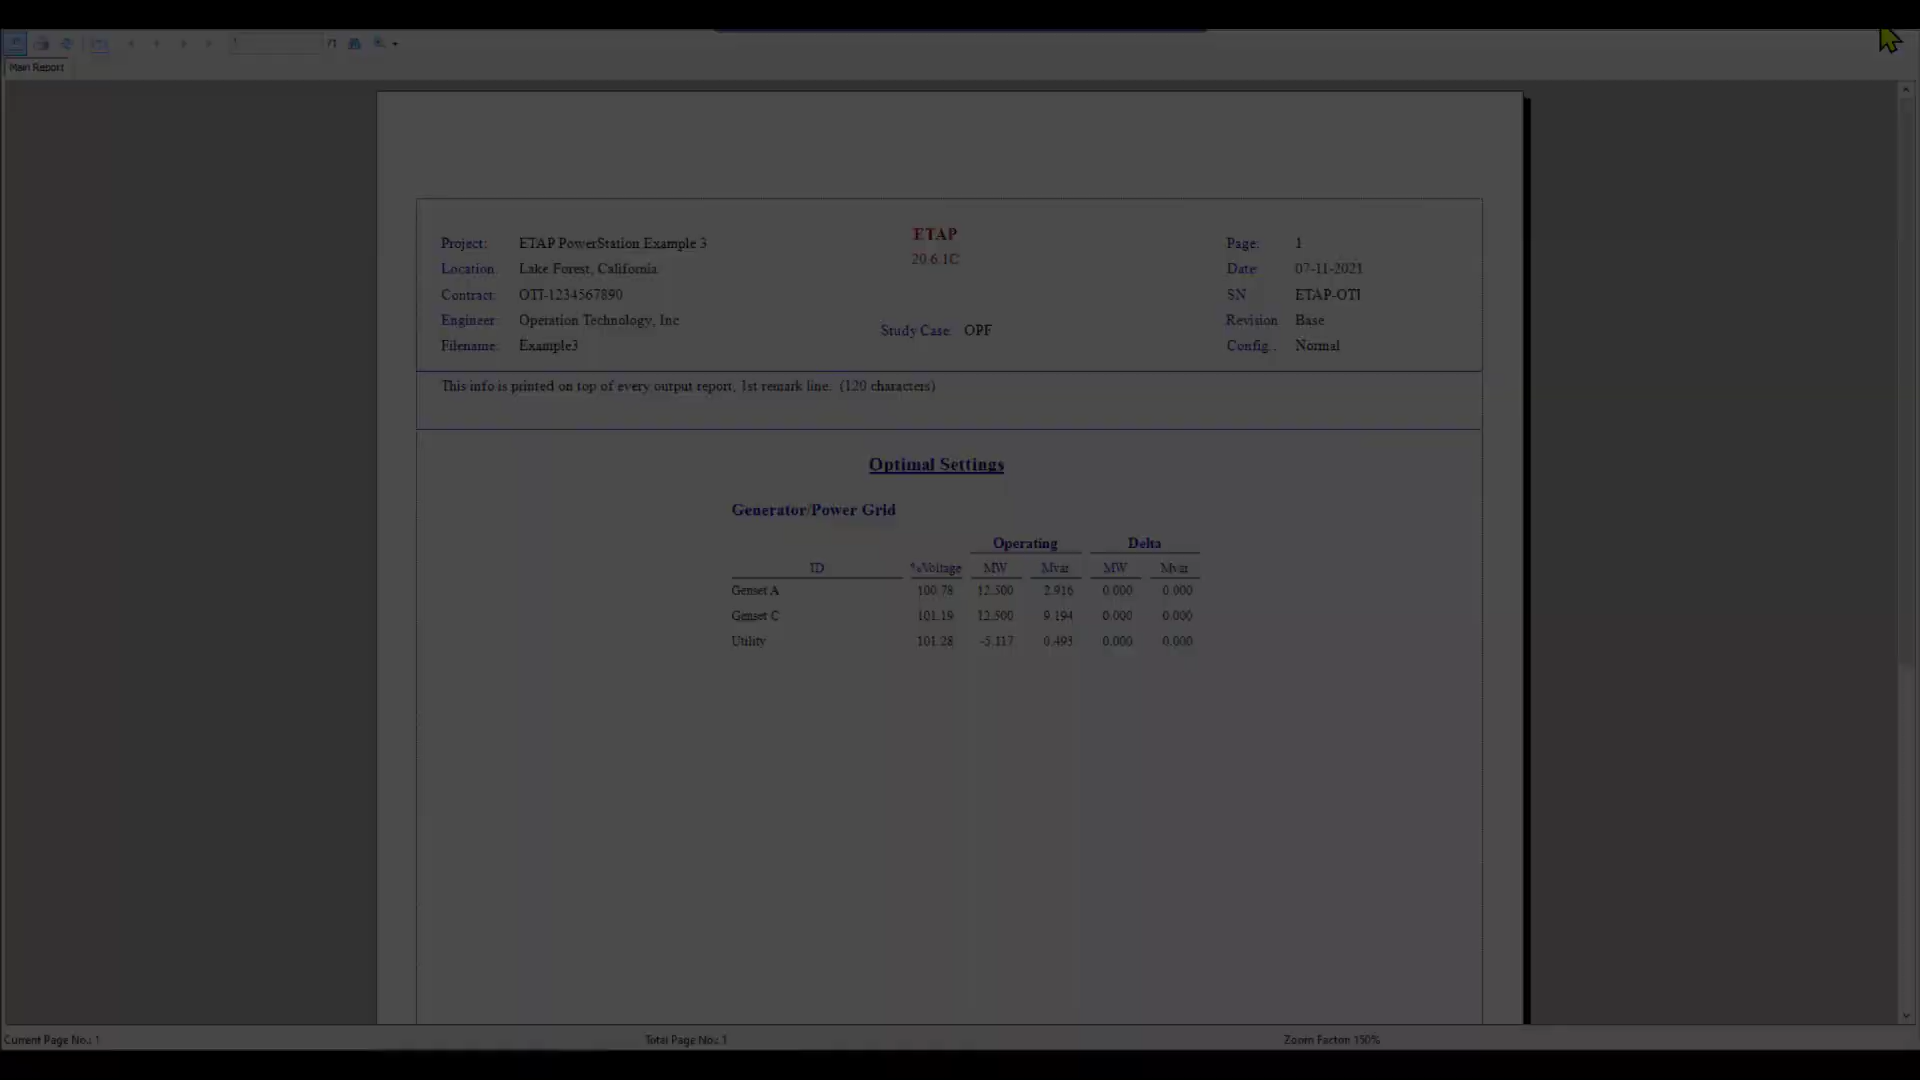 /1
Main Report
Project: ETAP PowerStation Example 3
ETAP
Page: 1
Location: Lake Forest, California
20.6.1C
Date: 07-11-2021
Contract: OTI-1234567890
SN: ETAP-OTI
Engineer: Operation Technology, Inc
Study Case: OPF
Revision: Base
Filename: Example3
Config.: Normal
This info is printed on top of every output report, 1st remark line. (120 characters)
Optimal Settings
Generator/Power Grid
Operating Delta
ID %Voltage MW Mvar MW Mvar
Genset A 100.78 12.500 2.916 0.000 0.000
Genset C 101.19 12.500 9.194 0.000 0.000
Utility 101.28 -5.117 0.493 0.000 0.000
Current Page No.: 1 Total Page No.: 1 Zoom Factor: 150%